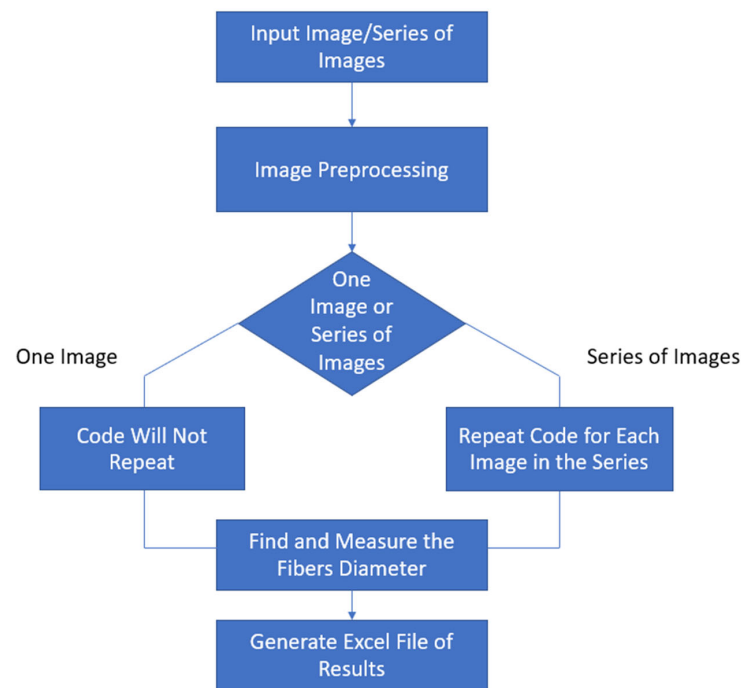 Input Image/Series of
Images
Image Preprocessing
One
Image or
Series of
Images
One Image
Series of Images
Code Will Not
Repeat
Repeat Code for Each
Image in the Series
Find and Measure the
Fibers Diameter
Generate Excel File of
Results